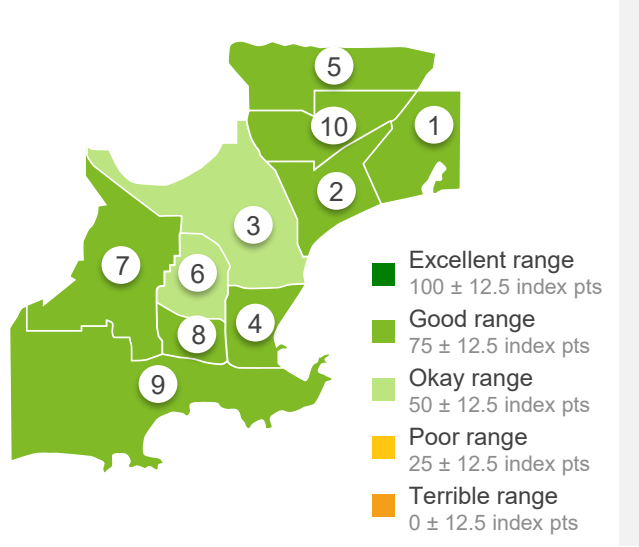 5
10
1
2
3
7
6
4
8
9
Excellent range
100 ± 12.5 index pts
Good range
75 ± 12.5 index pts
Okay range
50 ± 12.5 index pts
Poor range
25 ± 12.5 index pts
Terrible range
0 ± 12.5 index pts